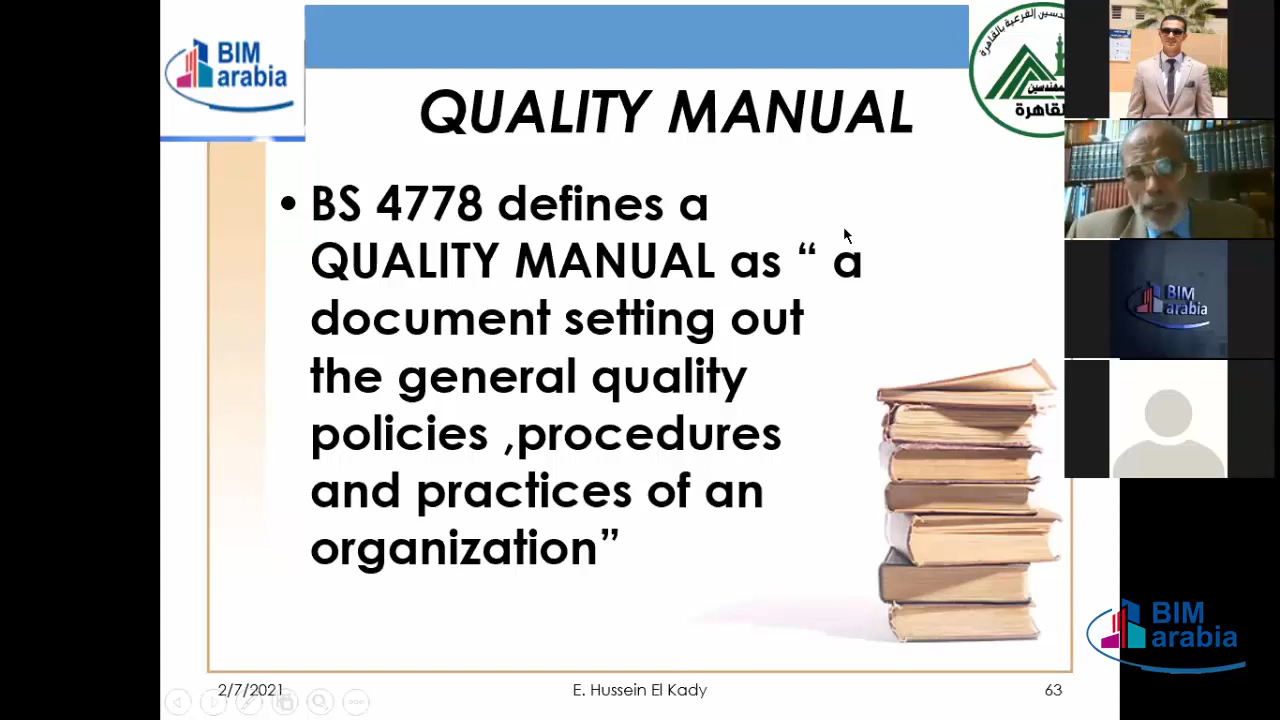 BIM
arabia
QUALITY MANUAL
• BS 4778 defines a
QUALITY MANUAL as “ a
document setting out
the general quality
policies ,procedures
and practices of an
organization”
2/7/2021
E. Hussein El Kady
63
القاهرة
BIM
arabia
BIM
arabia